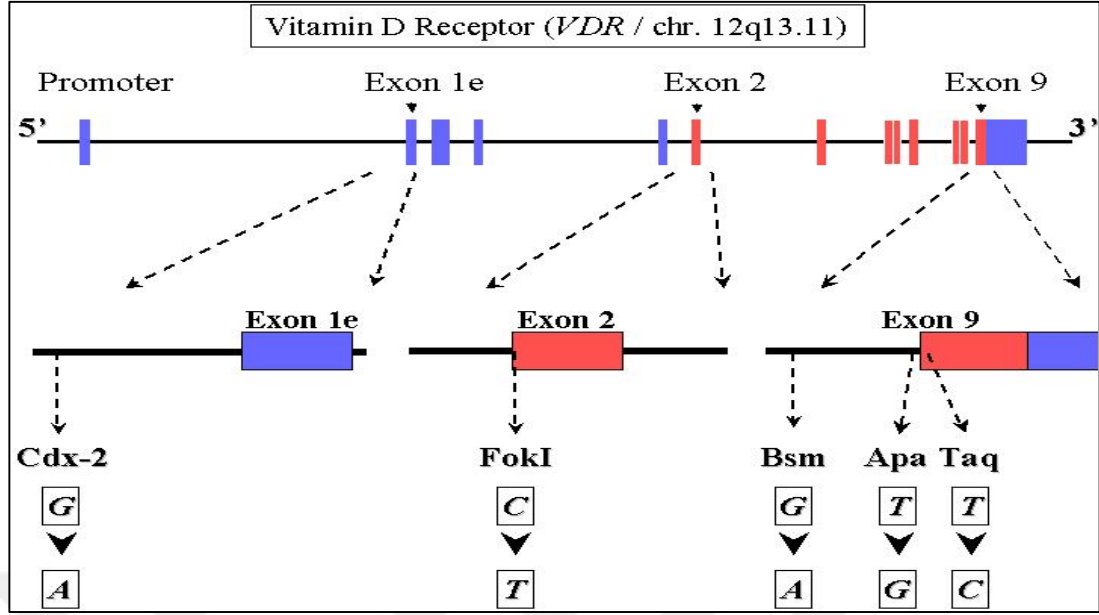 Vitamin D Receptor (VDR / chr. 12q13.11)
Promoter Exon 1e Exon 2 Exon 9
5’ 3’
Exon 1e Exon 2 Exon 9
Cdx-2 FokI Bsm Apa Taq
G C G T T
A T A G C